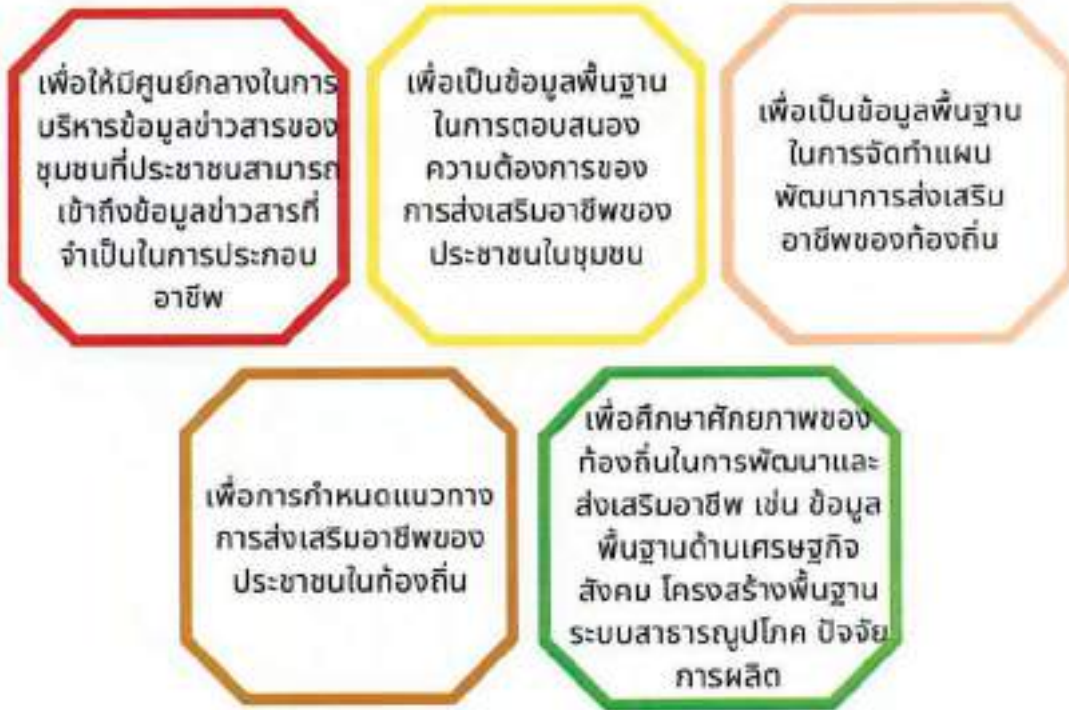 เพื่อให้มีศูนย์กลางในการ
บริหารข้อมูลข่าวสารของ
ชุมชนที่ประชาชนสามารถ
เข้าถึงข้อมูลข่าวสารที่
จำเป็นในการประกอบ
อาชีพ
เพื่อเป็นข้อมูลพื้นฐาน
ในการตอบสนอง
ความต้องการของ
การส่งเสริมอาชีพของ
ประชาชนในชุมชน
เพื่อเป็นข้อมูลพื้นฐาน
ในการจัดทำแผน
พัฒนาการส่งเสริม
อาชีพของท้องถิ่น
เพื่อการกำหนดแนวทาง
การส่งเสริมอาชีพของ
ประชาชนในท้องถิ่น
เพื่อศึกษาศักยภาพของ
ท้องถิ่นในการพัฒนาและ
ส่งเสริมอาชีพ เช่น ข้อมูล
พื้นฐานด้านเศรษฐกิจ
สังคม โครงสร้างพื้นฐาน
ระบบสาธารณูปโภค ปัจจัย
การผลิต